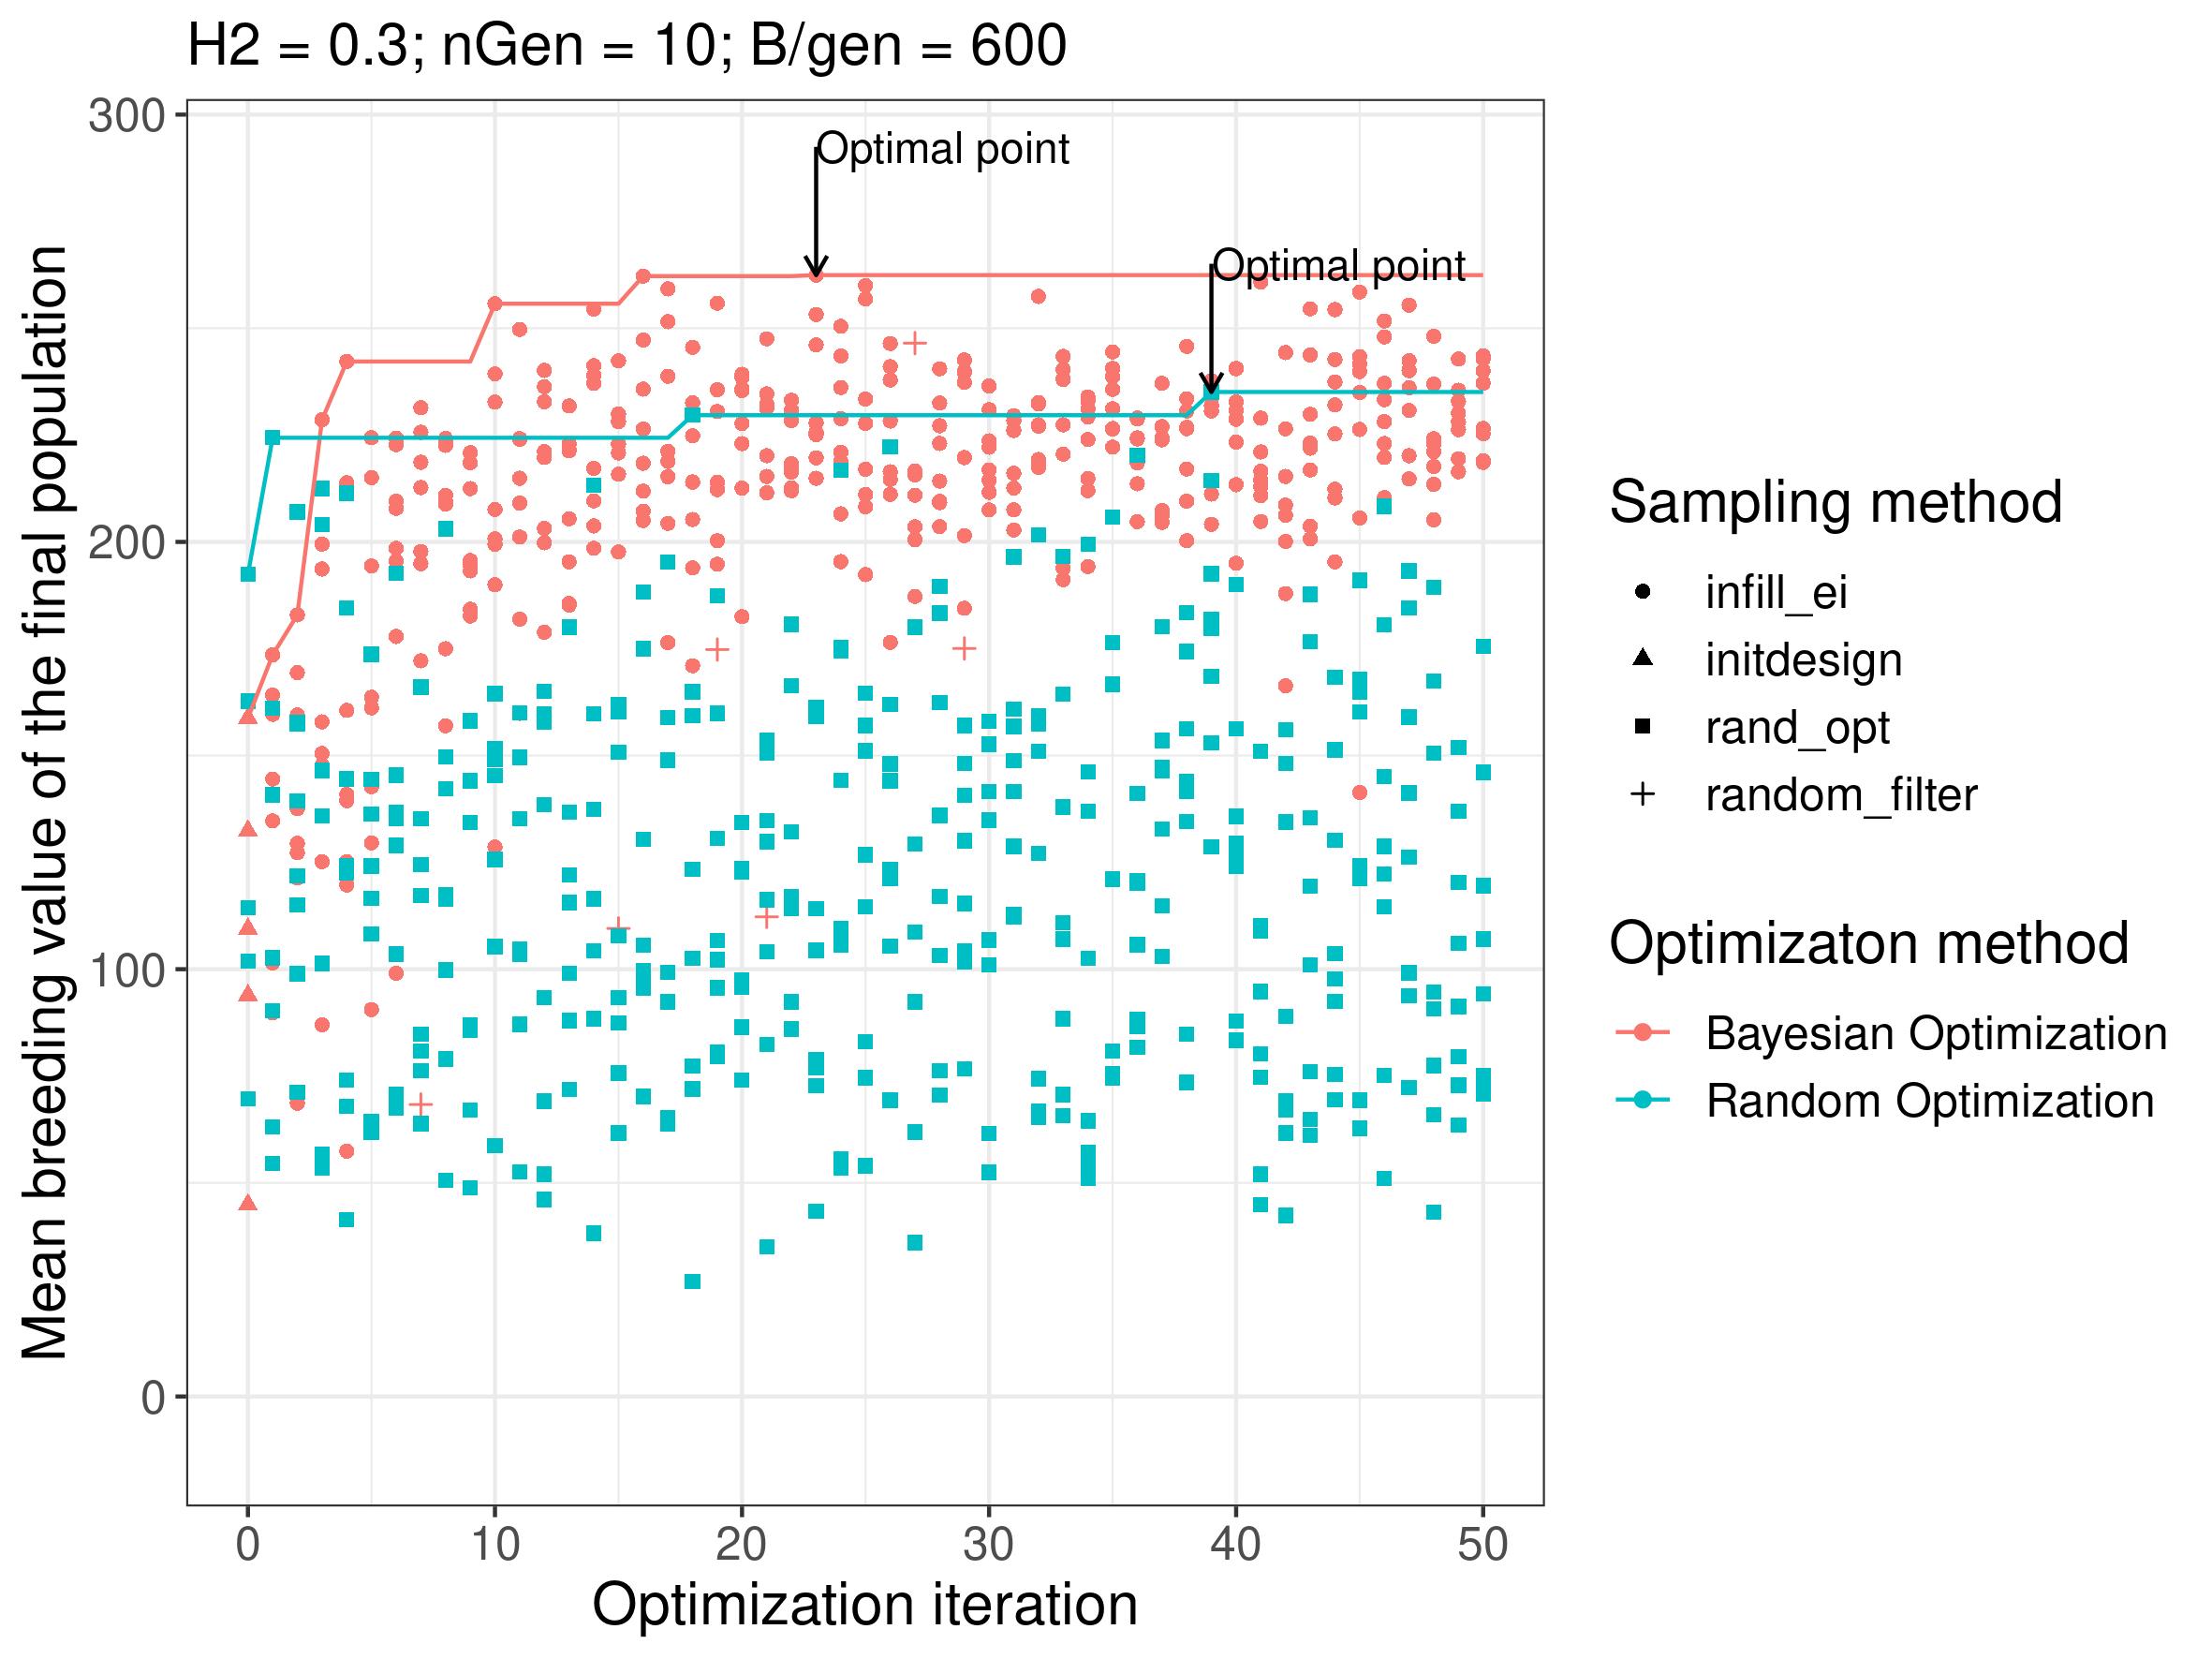 H2 = 0.3; nGen = 10; B/gen = 600
Mean breeding value of the final population
300
200
100
0
Optimal point
Optimal point
0 10 20 30 40 50
Optimization iteration
Sampling method
infill_ei
initdesign
rand_opt
random_filter
Optimizaton method
Bayesian Optimization
Random Optimization